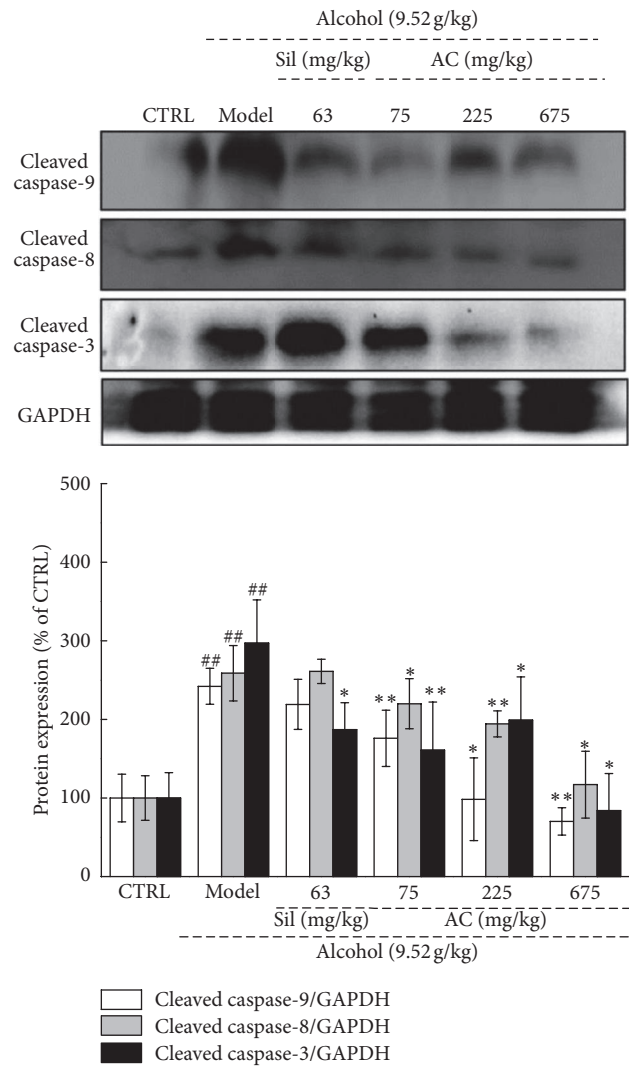 Alcohol (9.52 g/kg)
Sil (mg/kg) AC (mg/kg)
CTRL Model 63 75 225 675
Cleaved
caspase-9
Cleaved
caspase-8
Cleaved
caspase-3
GAPDH
Protein expression (% of CTRL)
500
400
300
200
100
0
## ## ##
*
** * **
* ** *
** * *
CTRL Model 63 75 225 675
Sil (mg/kg) AC (mg/kg)
Alcohol (9.52 g/kg)
Cleaved caspase-9/GAPDH
Cleaved caspase-8/GAPDH
Cleaved caspase-3/GAPDH